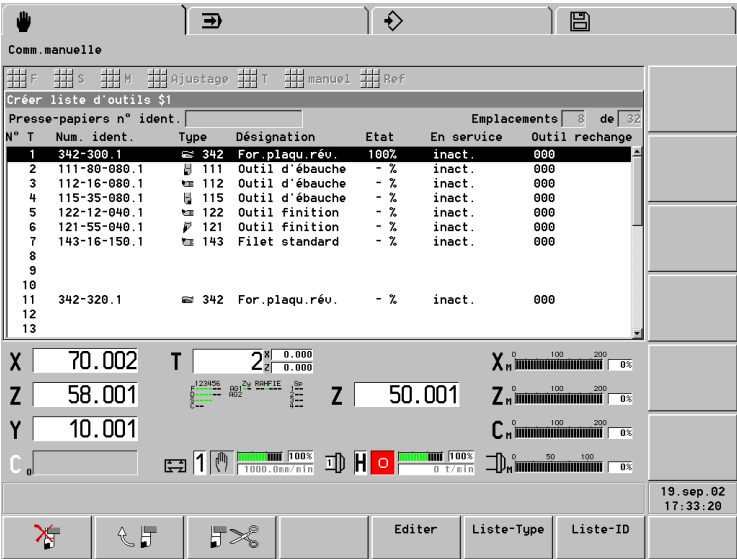 Comm.manuelle
F S M Ajustage T manuel Ref
Créer liste d'outils $1
Presse-papiers n° ident. Emplacements 8 de 32
N° T Num. ident. Type Désignation Etat En service Outil rechange
1 342-300.1 342 For.plaqu.rév. 100% inact. 000
2 111-80-080.1 111 Outil d'ébauche - % inact. 000
3 112-16-080.1 112 Outil d'ébauche - % inact. 000
4 115-35-080.1 115 Outil d'ébauche - % inact. 000
5 122-12-040.1 122 Outil finition - % inact. 000
6 121-55-040.1 121 Outil finition - % inact. 000
7 143-16-150.1 143 Filet standard - % inact. 000
8
9
10
11 342-320.1 342 For.plaqu.rév. - % inact. 000
12
13
X 70.002 T 2 X 0.000 Z 0.000 X M 0 100 200 0%
Z 58.001 123456 Zy RAHFIE Sp AG1 AG2 Z 50.001 Z M 0 100 200 0%
Y 10.001 C M 0 100 200 0%
C 0 1 100% 1000.0mm/min 1 H 100% 0 t/min M 0 50 100 0%
19.sep.02
17:33:20
Editer Liste-Type Liste-ID